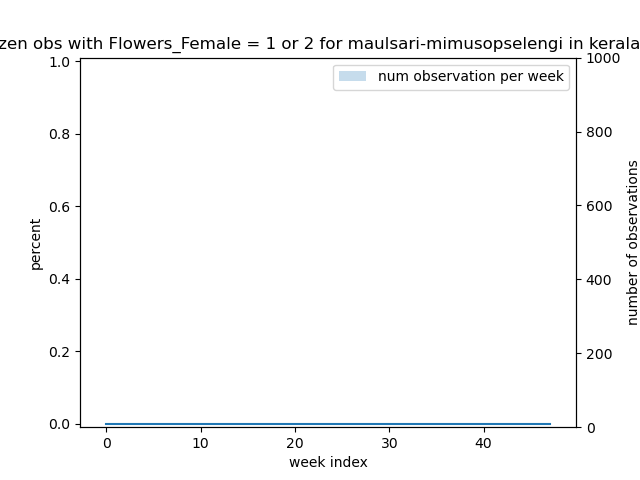 zen obs with Flowers_Female = 1 or 2 for maulsari-mimusopselengi in kerala
num observation per week
1.0
0.8
0.6
0.4
0.2
0.0
percent
1000
800
600
400
200
0
number of observations
0 10 20 30 40
week index